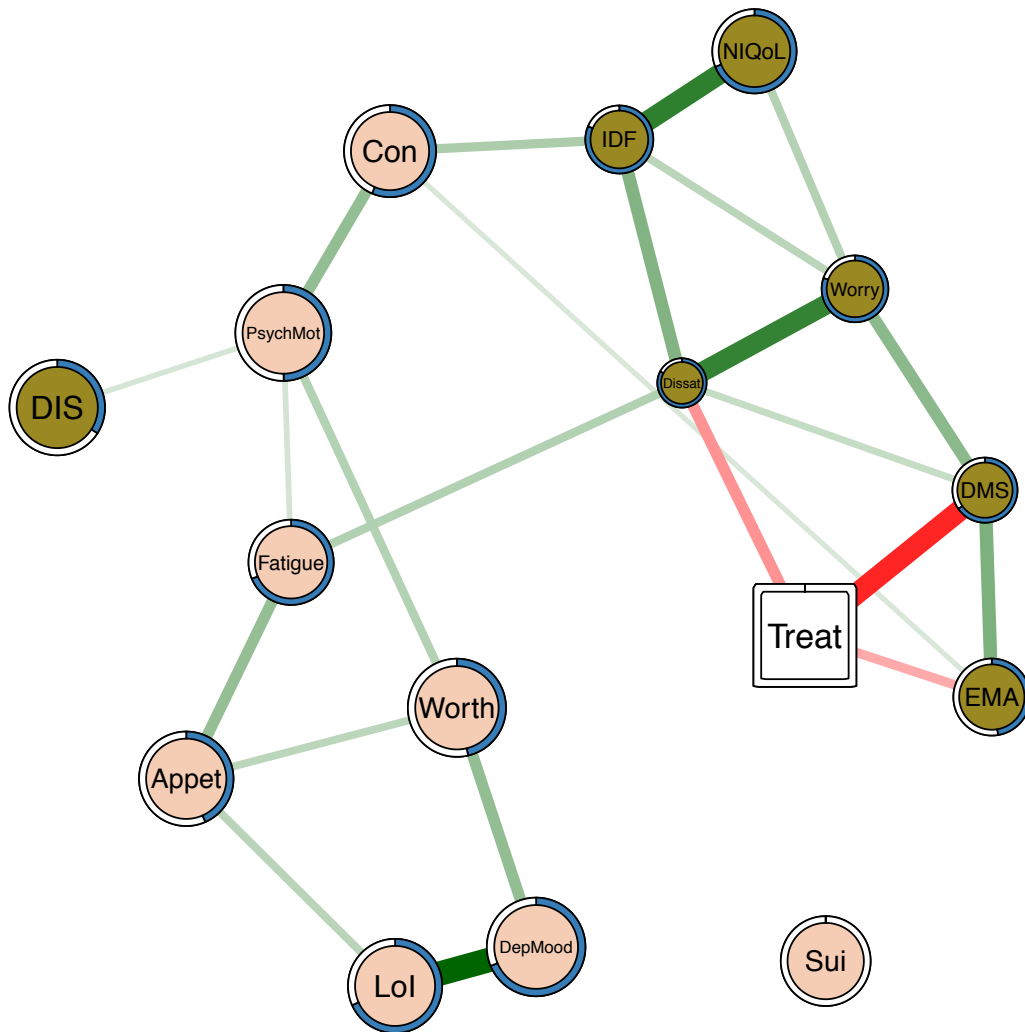 NIQoL
IDF
Con
Worry
PsychMot
Dissat
DIS
DMS
Fatigue
Treat
EMA
Worth
Appet
DepMood
LoI
Sui